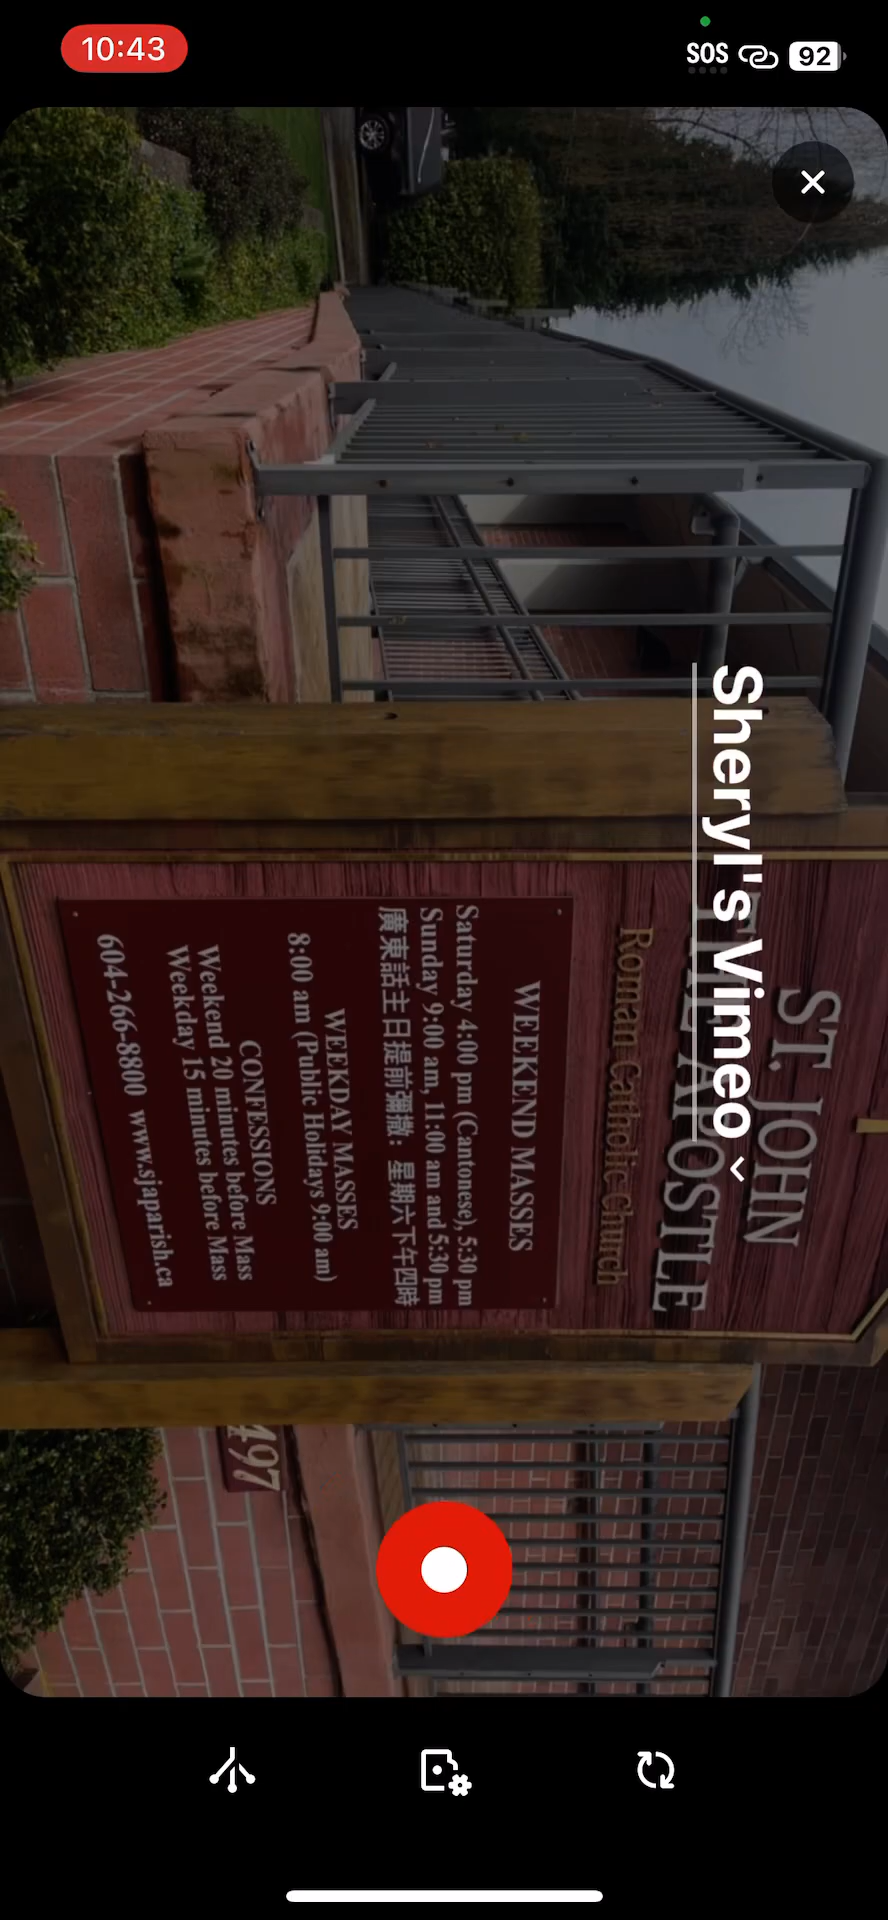 10:43
SOS
92
Sheryl's Vimeo
ST. JOHN
THE APOSTLE
Roman Catholic Church
WEEKEND MASSES
Saturday 4:00 pm (Cantonese), 5:30 pm
Sunday 9:00 am, 11:00 am and 5:30 pm
廣東話主日提前彌撒： 星期六下午四時
WEEKDAY MASSES
8:00 am (Public Holidays 9:00 am)
CONFESSIONS
Weekend 20 minutes before Mass
Weekday 15 minutes before Mass
604-266-8800 www.sjaparish.ca
497